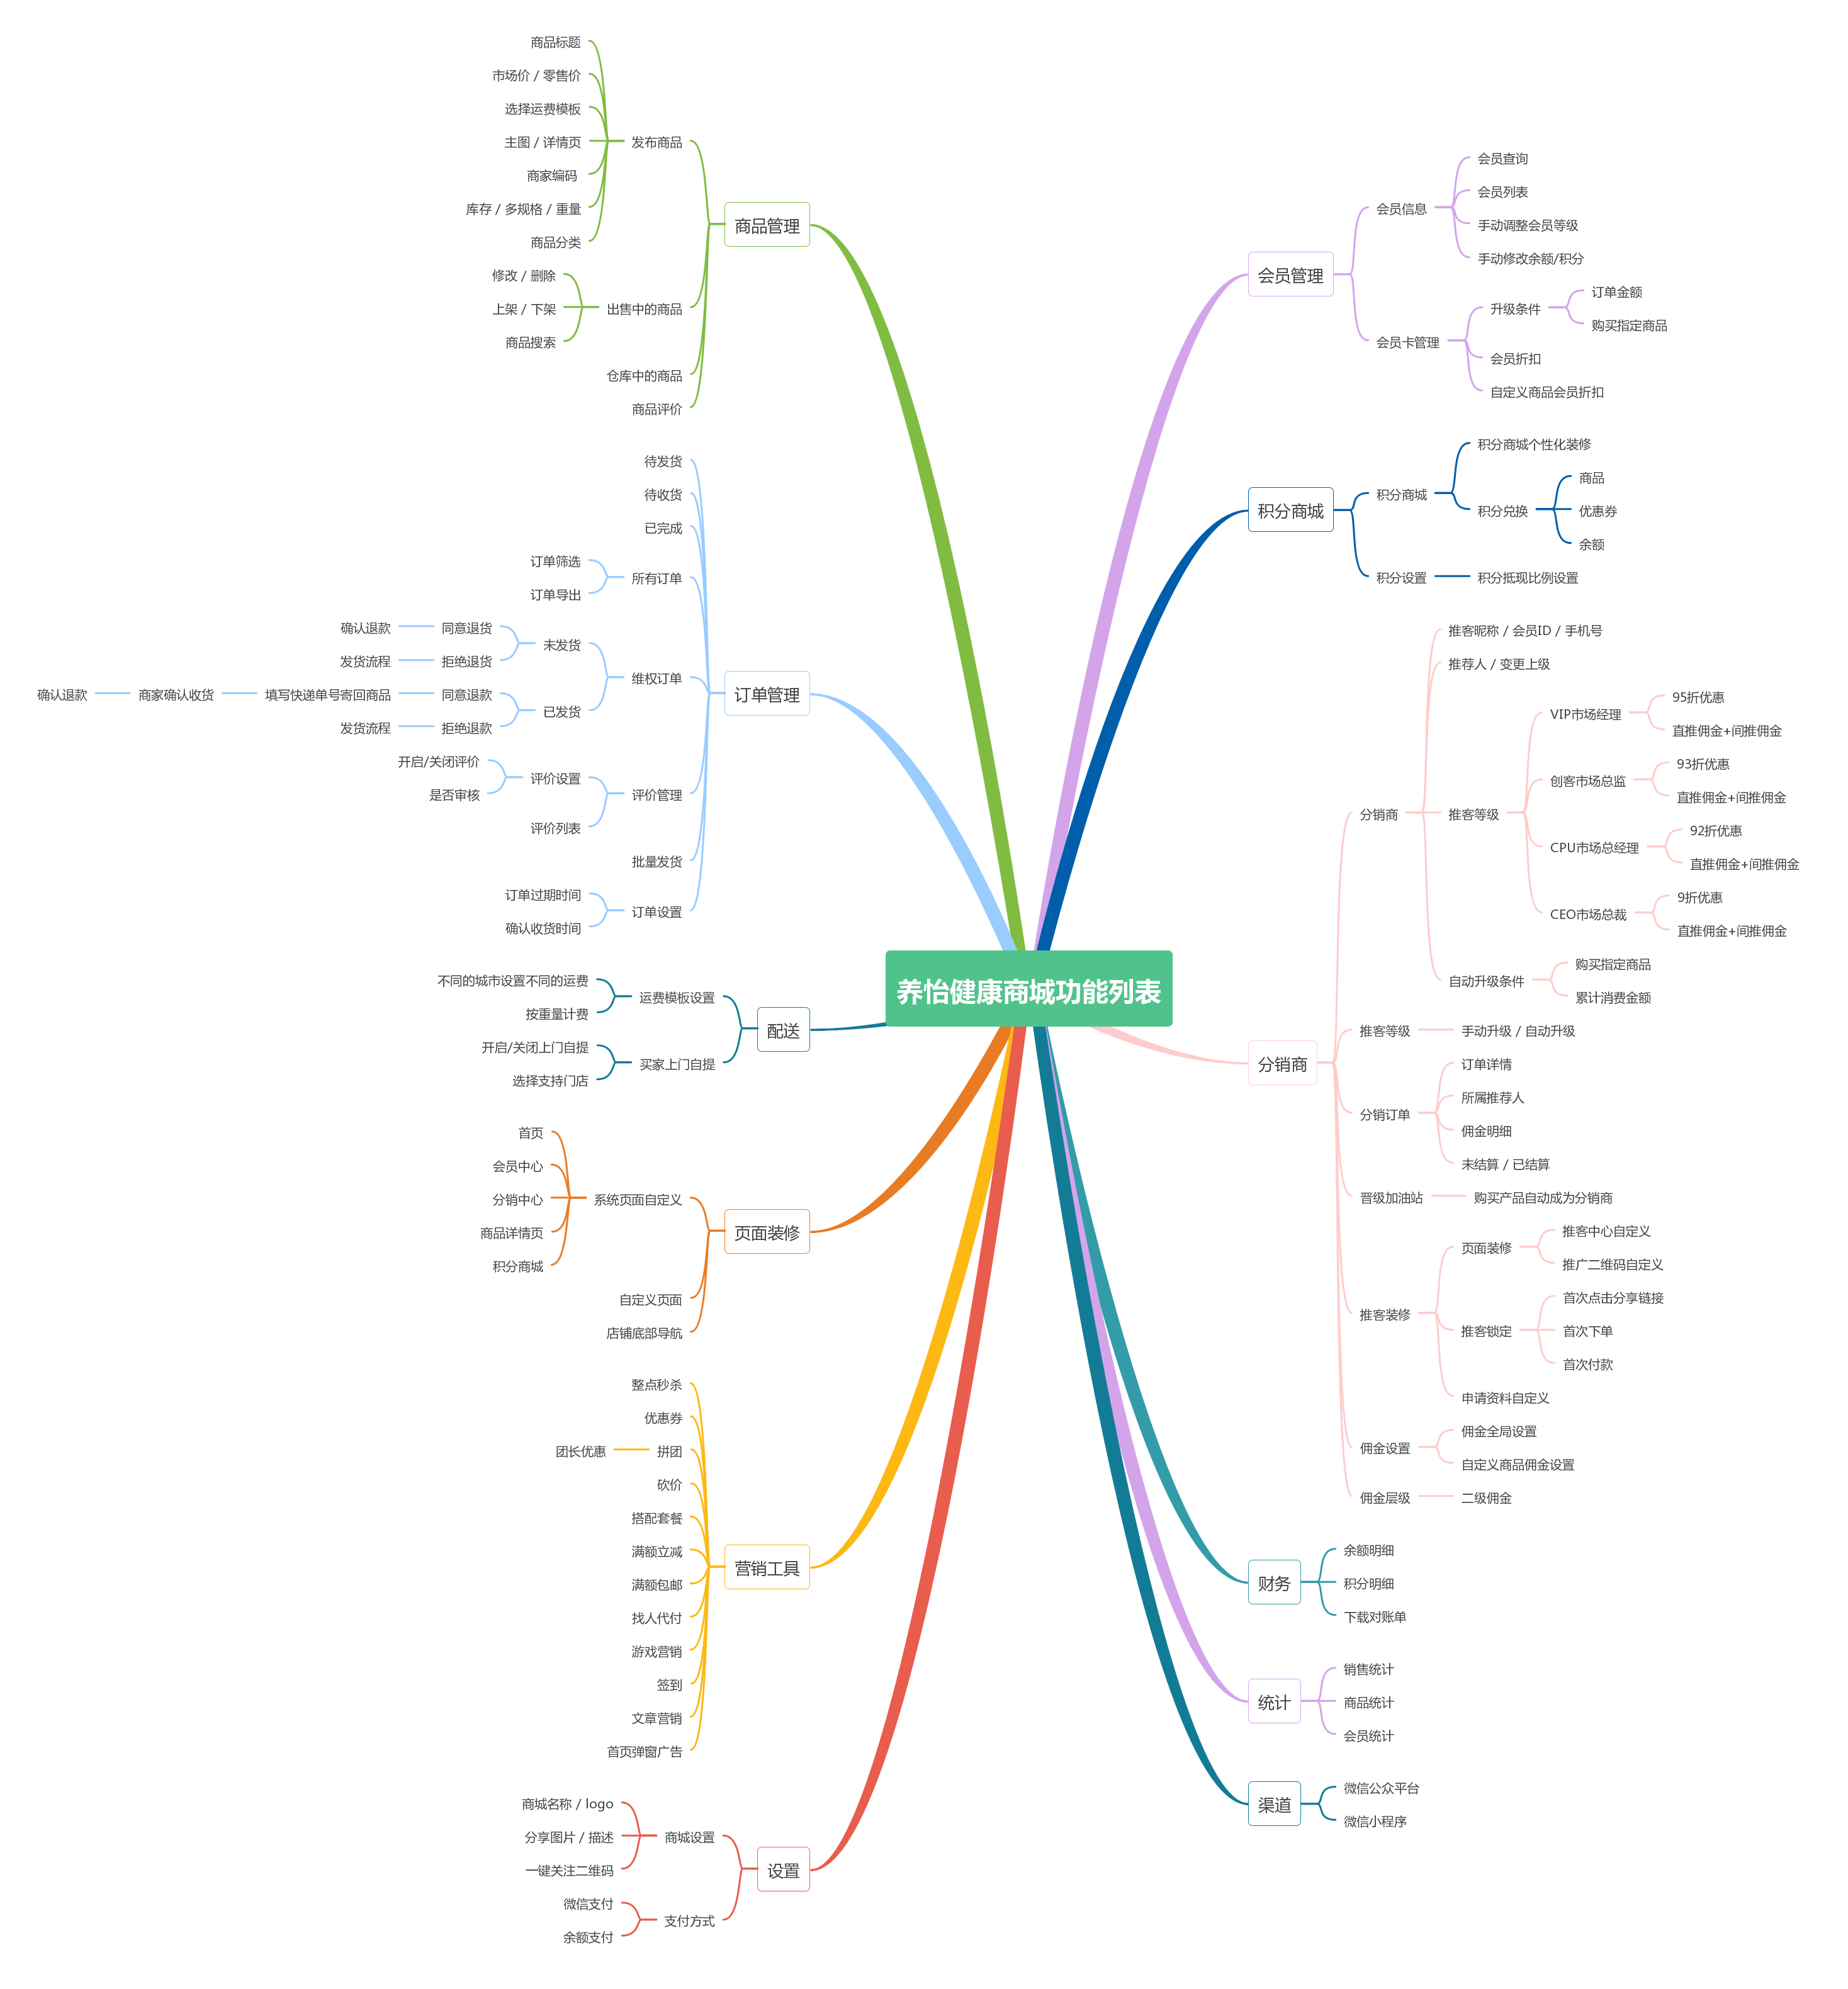 养怡健康商城功能列表
商品管理
发布商品
商品标题
市场价 / 零售价
选择运费模板
主图 / 详情页
商家编码
库存 / 多规格 / 重量
商品分类
出售中的商品
修改 / 删除
上架 / 下架
商品搜索
仓库中的商品
商品评价
订单管理
待发货
待收货
已完成
所有订单
订单筛选
订单导出
维权订单
未发货
同意退货
确认退款
拒绝退货
发货流程
已发货
同意退款
填写快递单号寄回商品
商家确认收货
确认退款
拒绝退款
发货流程
评价管理
评价设置
开启/关闭评价
是否审核
评价列表
批量发货
订单设置
订单过期时间
确认收货时间
配送
运费模板设置
不同的城市设置不同的运费
按重量计费
买家上门自提
开启/关闭上门自提
选择支持门店
页面装修
系统页面自定义
首页
会员中心
分销中心
商品详情页
积分商城
自定义页面
店铺底部导航
营销工具
整点秒杀
优惠券
拼团
团长优惠
砍价
搭配套餐
满额立减
满额包邮
找人代付
游戏营销
签到
文章营销
首页弹窗广告
设置
商城设置
商城名称 / logo
分享图片 / 描述
一键关注二维码
支付方式
微信支付
余额支付
会员管理
会员信息
会员查询
会员列表
手动调整会员等级
手动修改余额/积分
会员卡管理
升级条件
订单金额
购买指定商品
会员折扣
自定义商品会员折扣
积分商城
积分商城
积分商城个性化装修
积分兑换
商品
优惠券
余额
积分设置
积分抵现比例设置
分销商
分销商
推客昵称 / 会员ID / 手机号
推荐人 / 变更上级
推客等级
VIP市场经理
95折优惠
直推佣金+间推佣金
创客市场总监
93折优惠
直推佣金+间推佣金
CPU市场总经理
92折优惠
直推佣金+间推佣金
CEO市场总裁
9折优惠
直推佣金+间推佣金
自动升级条件
购买指定商品
累计消费金额
推客等级
手动升级 / 自动升级
分销订单
订单详情
所属推荐人
佣金明细
未结算 / 已结算
晋级加油站
购买产品自动成为分销商
推客装修
页面装修
推客中心自定义
推广二维码自定义
推客锁定
首次点击分享链接
首次下单
首次付款
申请资料自定义
佣金设置
佣金全局设置
自定义商品佣金设置
佣金层级
二级佣金
财务
余额明细
积分明细
下载对账单
统计
销售统计
商品统计
会员统计
渠道
微信公众平台
微信小程序